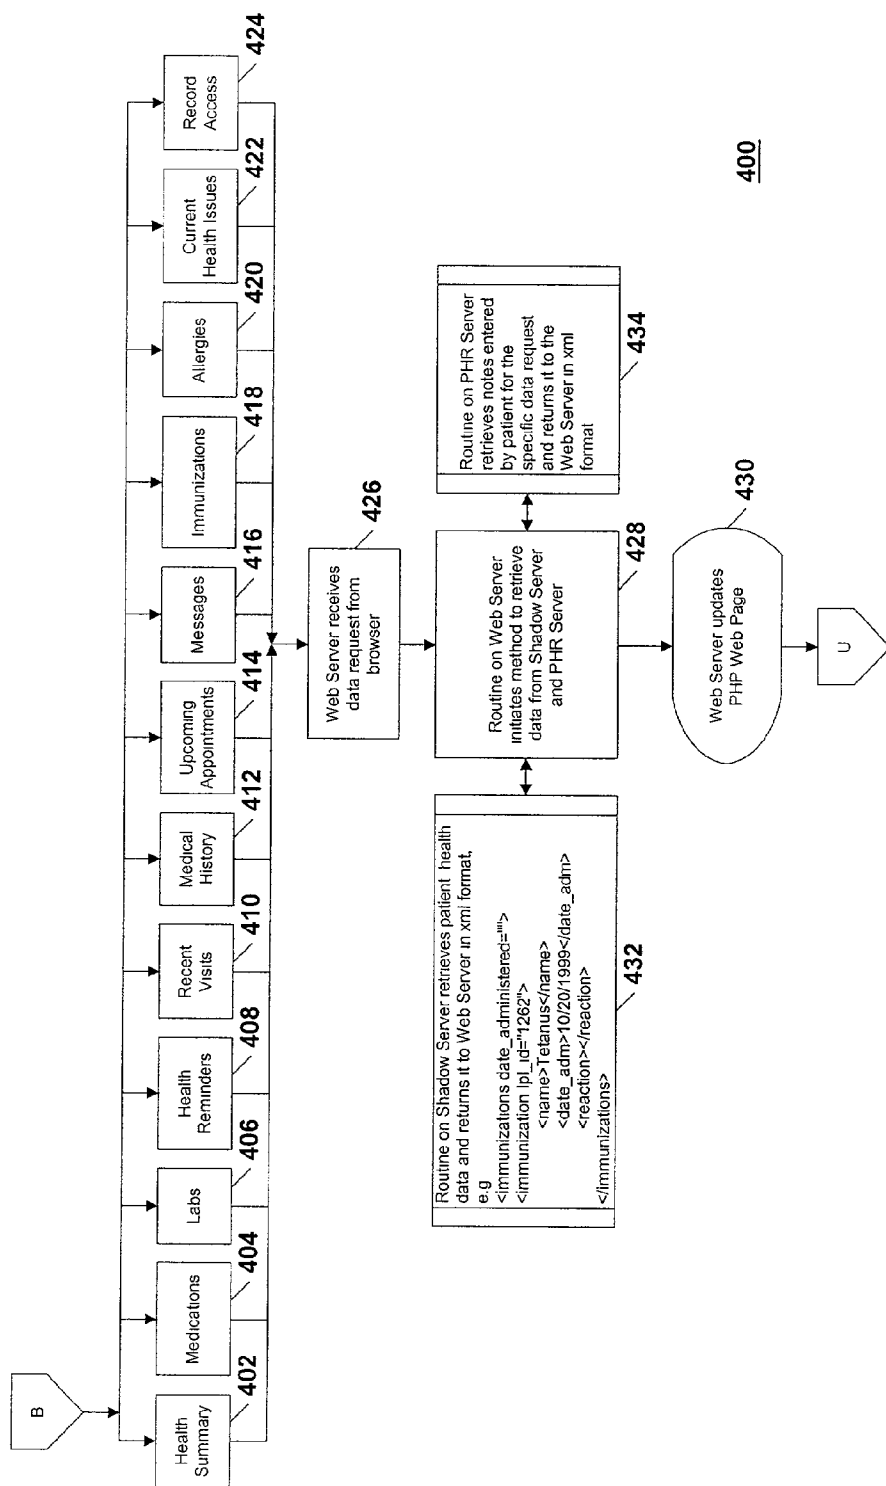 B
Health
Summary
402
Medications
404
Labs
406
Health
Reminders
408
Recent
Visits
410
Medical
History
412
Upcoming
Appointments
414
Messages
416
Immunizations
418
Allergies
420
Current
Health Issues
422
Record
Access
424
Web Server receives
data request from
browser
426
Routine on Shadow Server retrieves patient health
data and returns it to Web Server in xml format,
e.g
<immunizations date_administered="">
<immunization lpl_id="1262">
<name>Tetanus</name>
<date_adm>10/20/1999</date_adm>
<reaction></reaction>
</immunizations>
432
Routine on Web Server
initiates method to retrieve
data from Shadow Server
and PHR Server
428
Routine on PHR Server
retrieves notes entered
by patient for the
specific data request
and returns it to the
Web Server in xml
format
434
Web Server updates
PHP Web Page
430
U
400